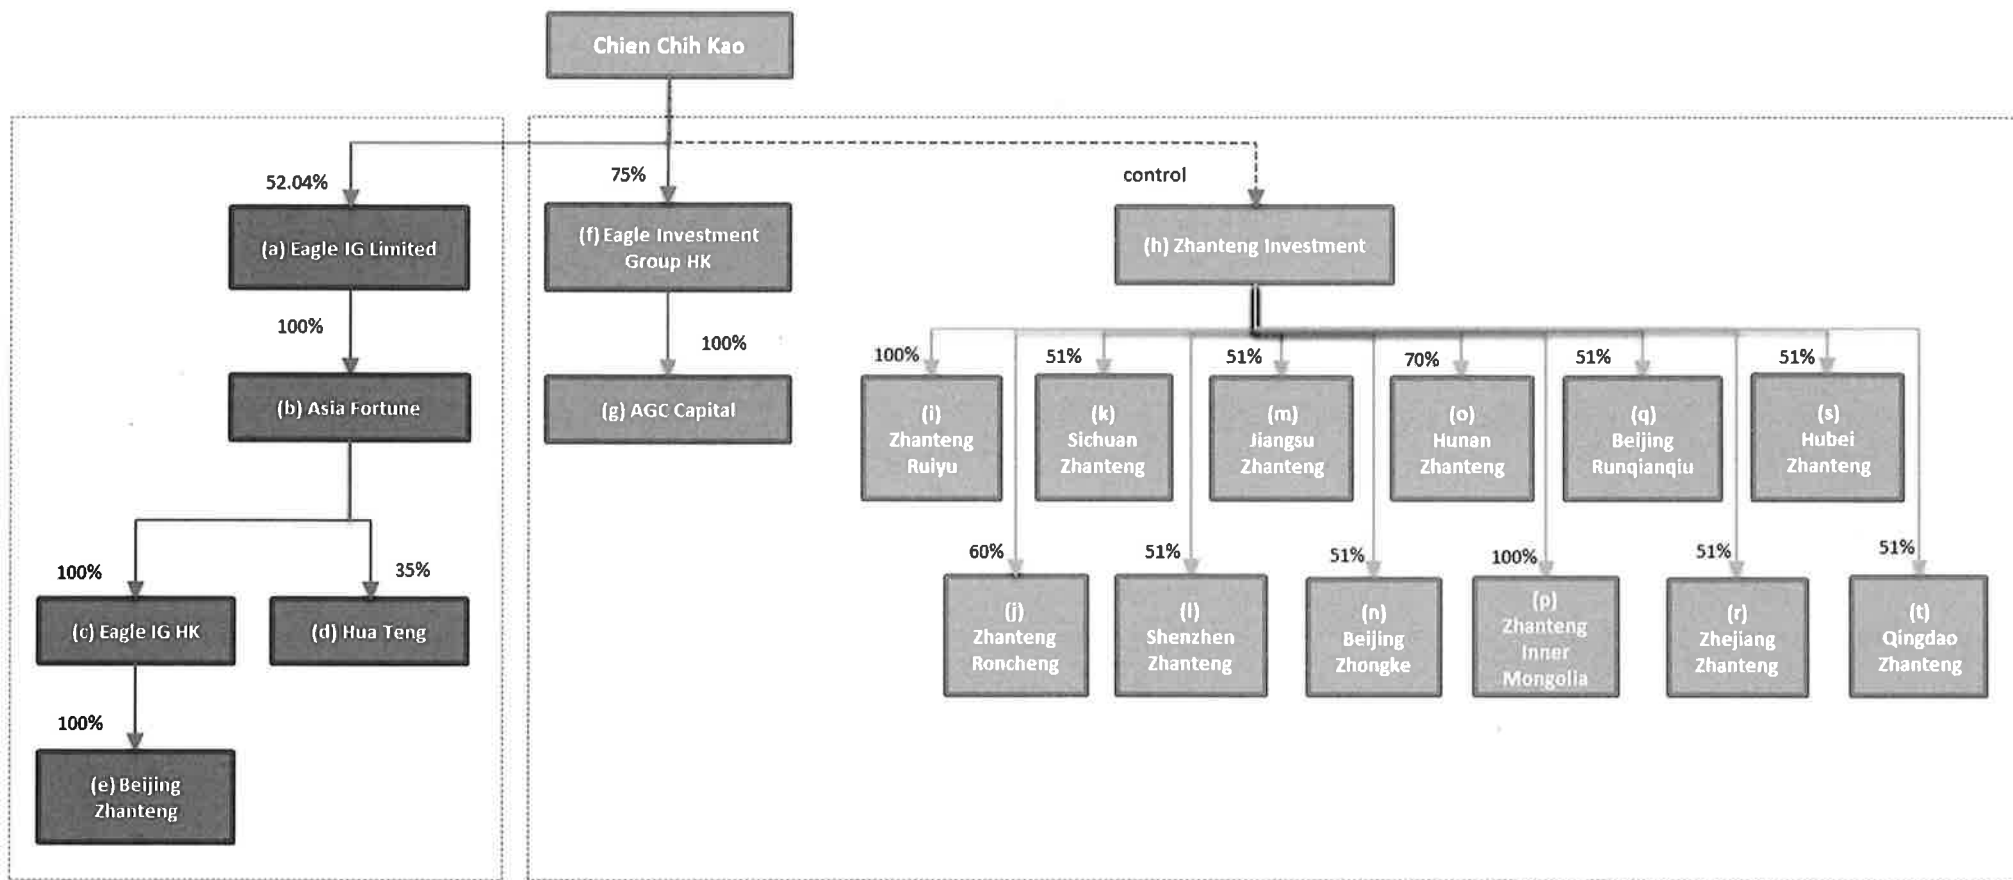 Chien Chih Kao
52.04%
75%
control
(a) Eagle IG Limited
(f) Eagle Investment
Group HK
(h) Zhanteng Investment
100%
100%
(b) Asia Fortune
(g) AGC Capital
100%
51%
51%
70%
51%
51%
(i)
Zhanteng
Ruiyu
(k)
Sichuan
Zhanteng
(m)
Jiangsu
Zhanteng
(o)
Hunan
Zhanteng
(q)
Beijing
Runqianqiu
(s)
Hubei
Zhanteng
100%
35%
60%
51%
51%
100%
51%
51%
(c) Eagle IG HK
(d) Hua Teng
(j)
Zhanteng
Roncheng
(l)
Shenzhen
Zhanteng
(n)
Beijing
Zhongke
(p)
Zhanteng
Inner
Mongolia
(r)
Zhejiang
Zhanteng
(t)
Qingdao
Zhanteng
100%
(e) Beijing
Zhanteng